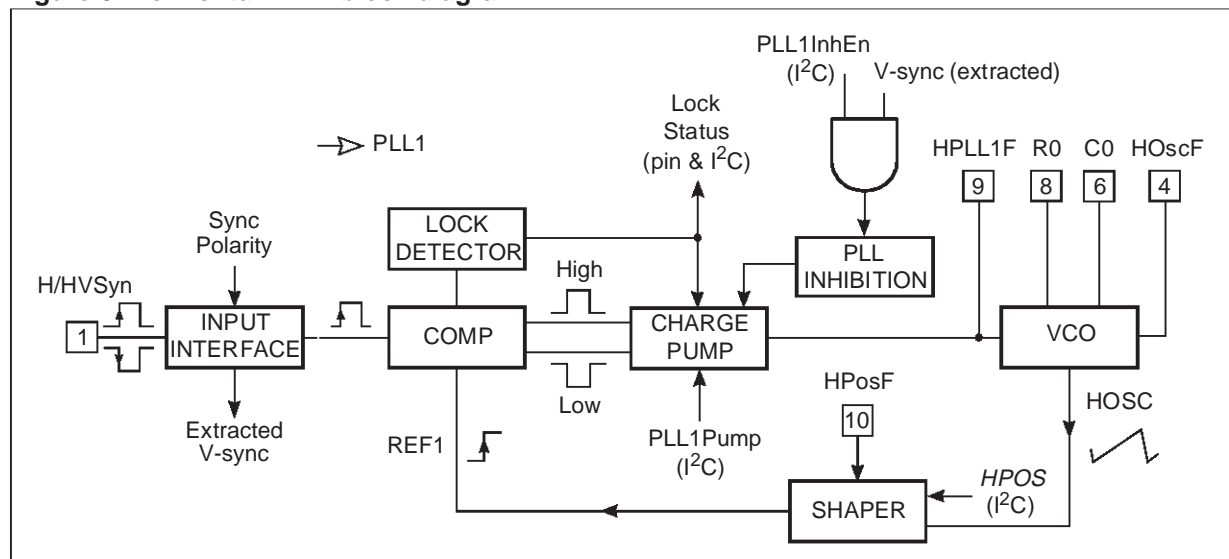 PLL1InhEn
(I²C)
V-sync (extracted)
Lock
Status
(pin & I²C)
PLL1
HPLL1F
R0
C0
HOscF
9
8
6
4
LOCK
DETECTOR
Sync
Polarity
PLL
INHIBITION
High
H/HVSyn
1
INPUT
INTERFACE
COMP
CHARGE
PUMP
VCO
Low
HPosF
10
HOSC
Extracted
V-sync
REF1
PLL1Pump
(I²C)
HPOS
(I²C)
SHAPER